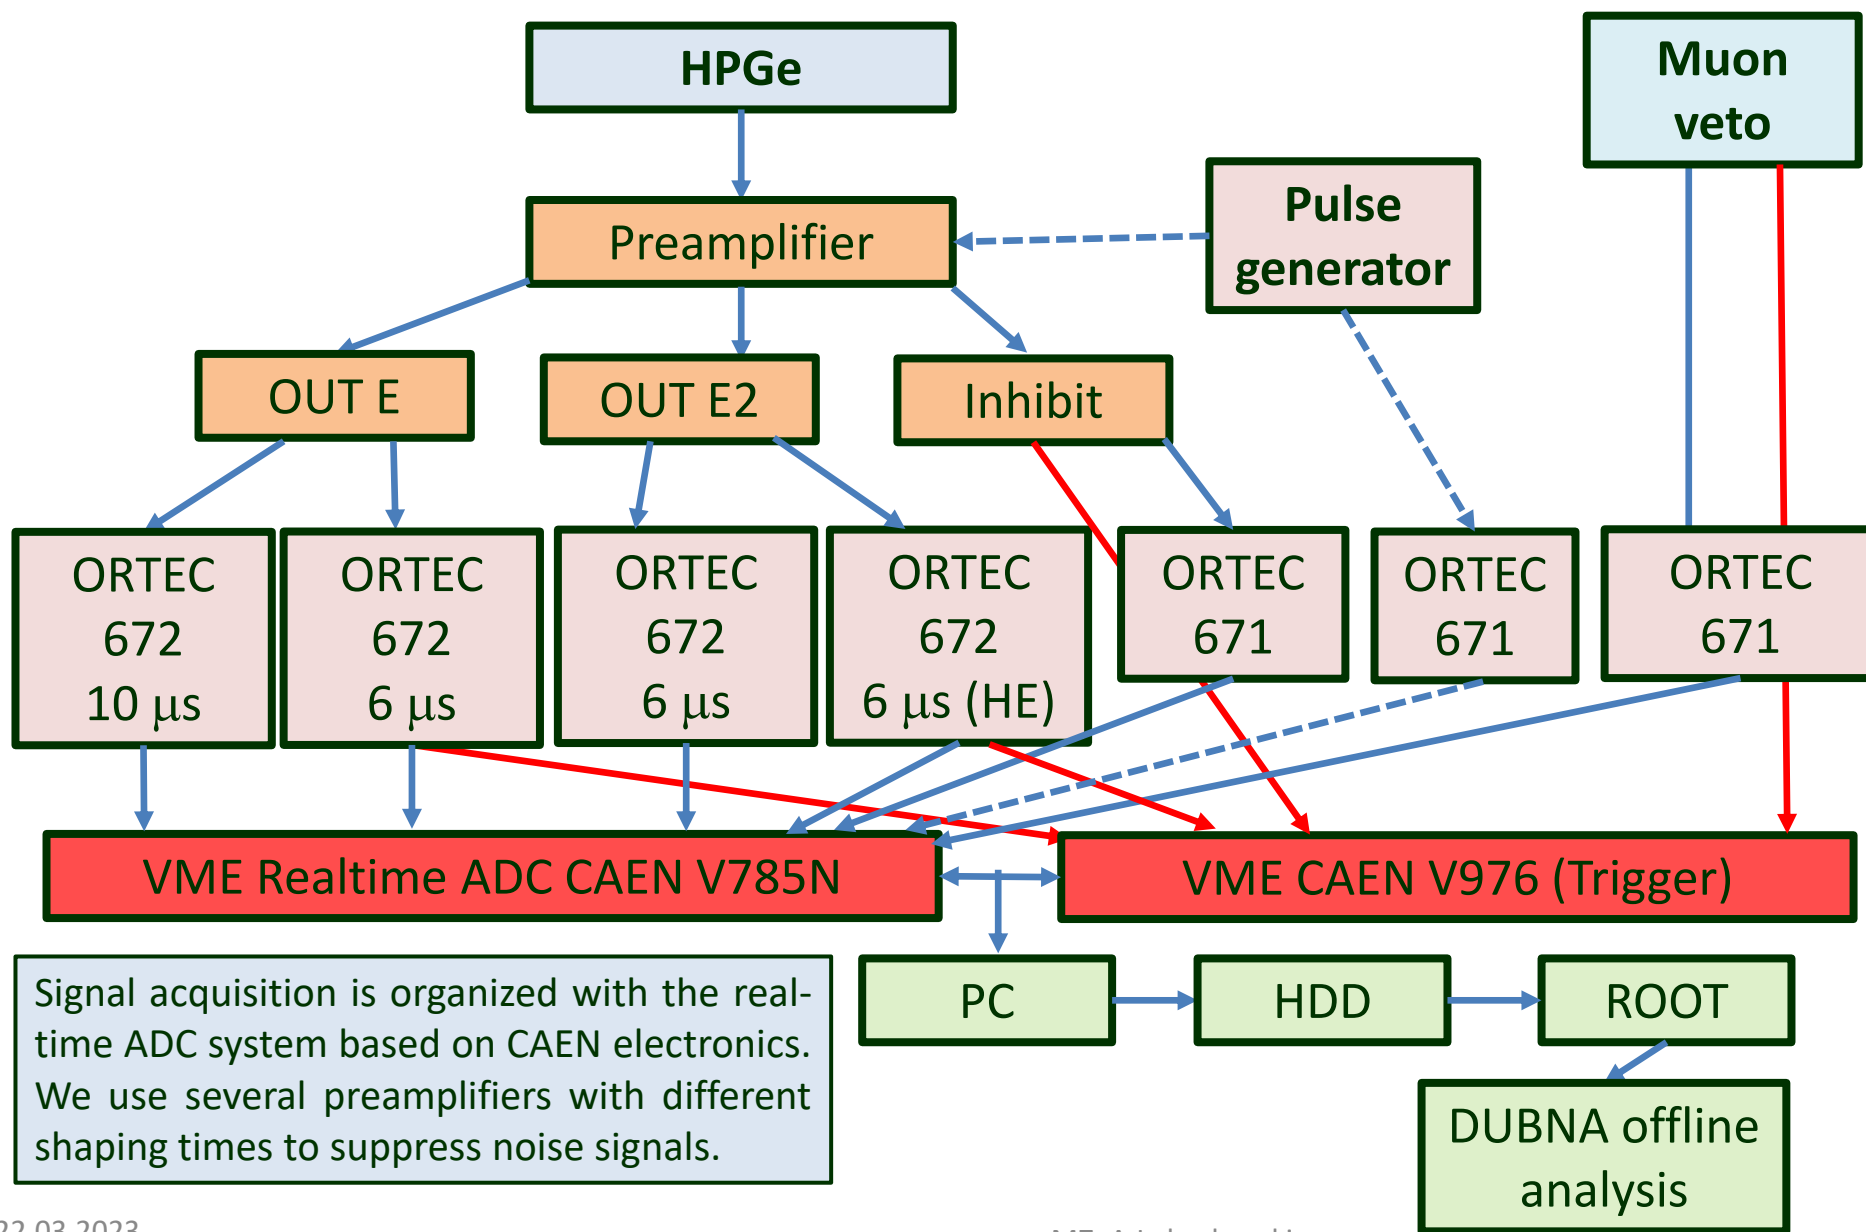 HPGe
Muon
veto
Pulse
generator
Preamplifier
OUT E
OUT E2
Inhibit
ORTEC
672
10 μs
ORTEC
672
6 μs
ORTEC
672
6 μs
ORTEC
672
6 μs (HE)
ORTEC
671
ORTEC
671
ORTEC
671
VME Realtime ADC CAEN V785N
VME CAEN V976 (Trigger)
Signal acquisition is organized with the real-
time ADC system based on CAEN electronics.
We use several preamplifiers with different
shaping times to suppress noise signals.
PC
HDD
ROOT
DUBNA offline
analysis
22.03.2023